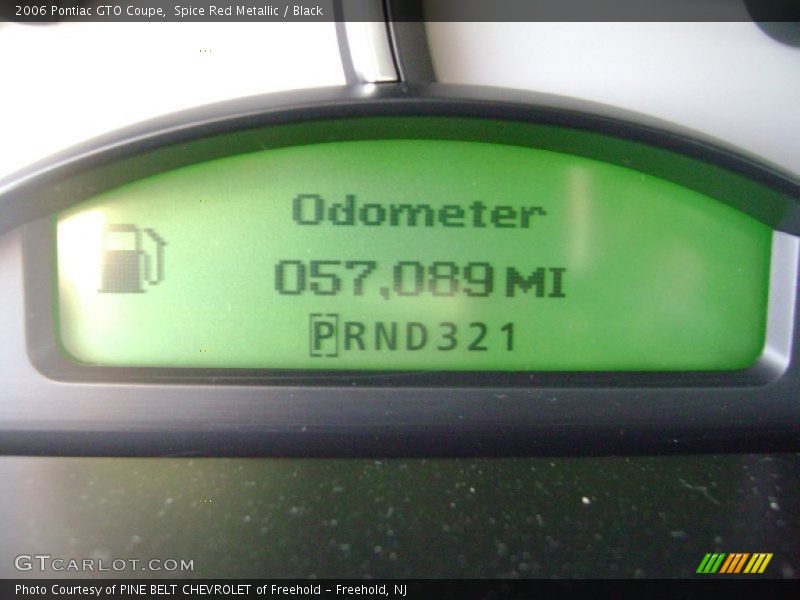 2006 Pontiac GTO Coupe,  Spice Red Metallic / Black
Odometer
057,089 MI
PRND321
GTCARLOT.COM
Photo Courtesy of PINE BELT CHEVROLET of Freehold - Freehold, NJ